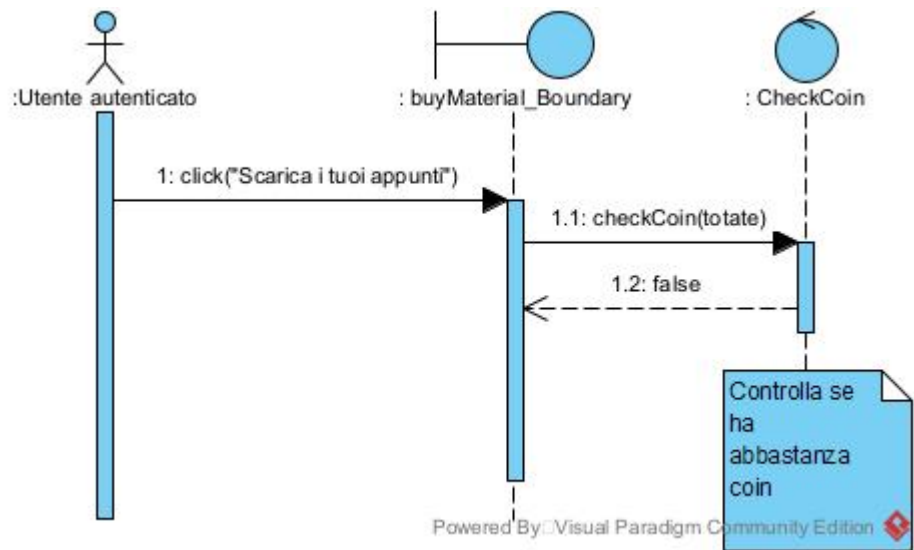 :Utente autenticato
: buyMaterial_Boundary
: CheckCoin
1: click("Scarica i tuoi appunti")
1.1: checkCoin(totate)
1.2: false
Controlla se
ha
abbastanza
coin
Powered By Visual Paradigm Community Edition